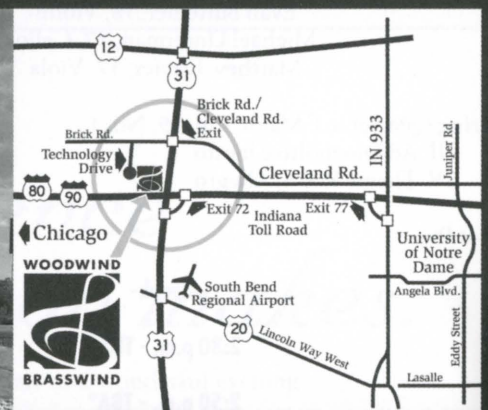 12
31
Brick Rd./
Cleveland Rd.
Exit
Brick Rd.
Technology
Drive
Cleveland Rd.
IN 933
Juniper Rd.
80
90
Exit 72
Indiana
Toll Road
Exit 77
Chicago
WOODWIND
BRASSWIND
University
of Notre
Dame
Angela Blvd.
South Bend
Regional Airport
20
Lincoln Way West
31
Eddy Street
Lasalle